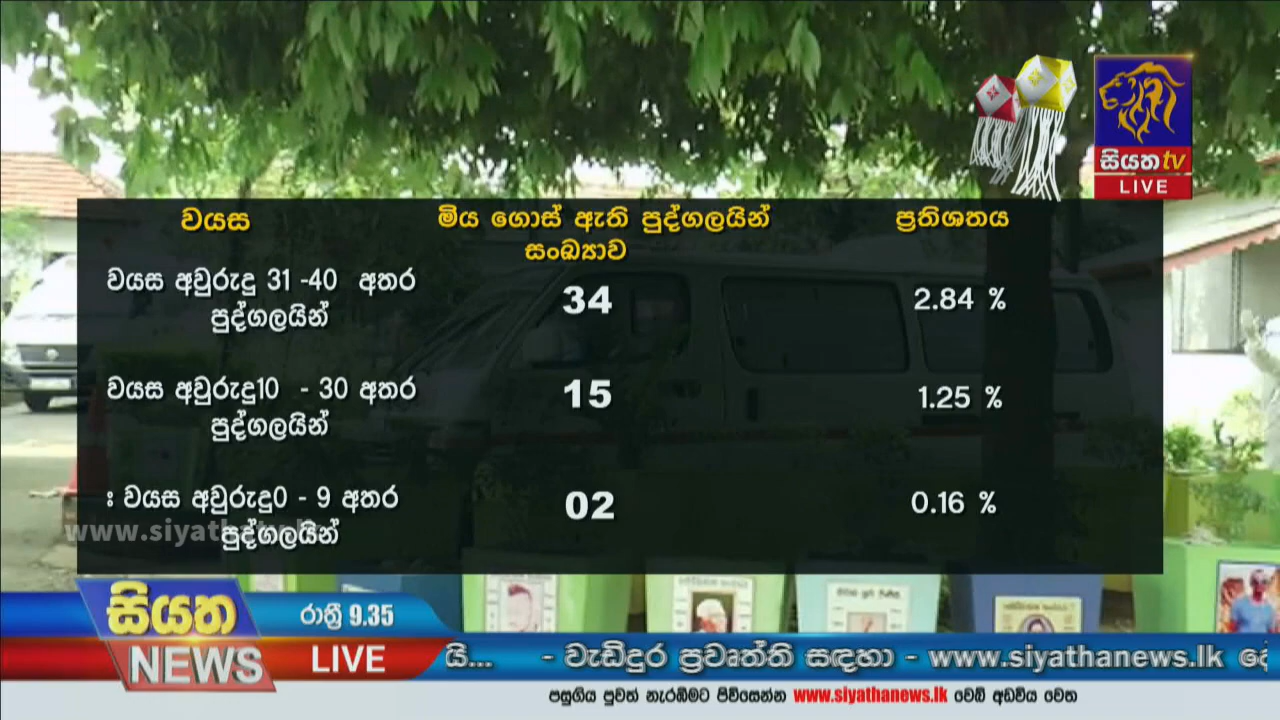 සියත tv
LIVE
වයස
මිය ගොස් ඇති පුද්ගලයින්
සංඛ්‍යාව
ප්‍රතිශතය
වයස අවුරුදු 31 -40 අතර
පුද්ගලයින්
34
2.84 %
වයස අවුරුදු10 - 30 අතර
පුද්ගලයින්
15
1.25 %
: වයස අවුරුදු0 - 9 අතර
පුද්ගලයින්
02
0.16 %
සියත
NEWS
රාත්‍රී 9.35
LIVE
යි... - වැඩිදුර ප්‍රවෘත්ති සඳහා - www.siyathanews.lk
පසුගිය පුවත් නැරඹීමට පිවිසෙන්න www.siyathanews.lk වෙබ් අඩවිය වෙත